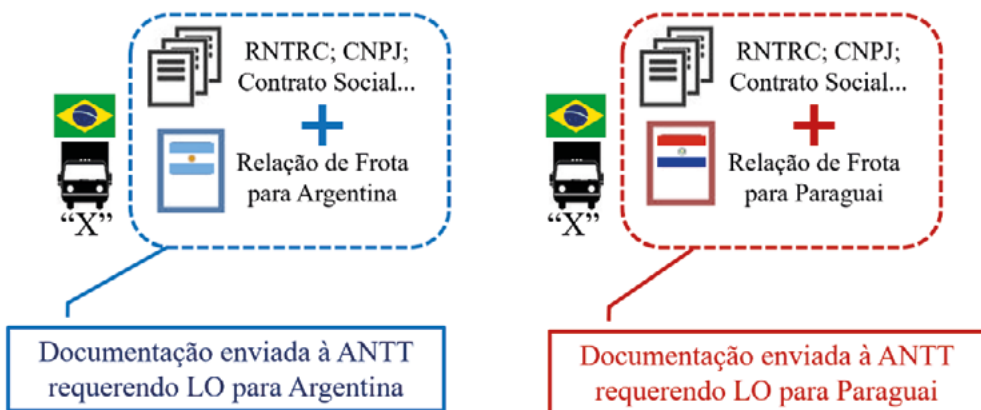 RNTRC; CNPJ;
Contrato Social...
Relação de Frota
para Argentina
“X”
Documentação enviada à ANTT
requerendo LO para Argentina
RNTRC; CNPJ;
Contrato Social...
Relação de Frota
para Paraguai
“X”
Documentação enviada à ANTT
requerendo LO para Paraguai